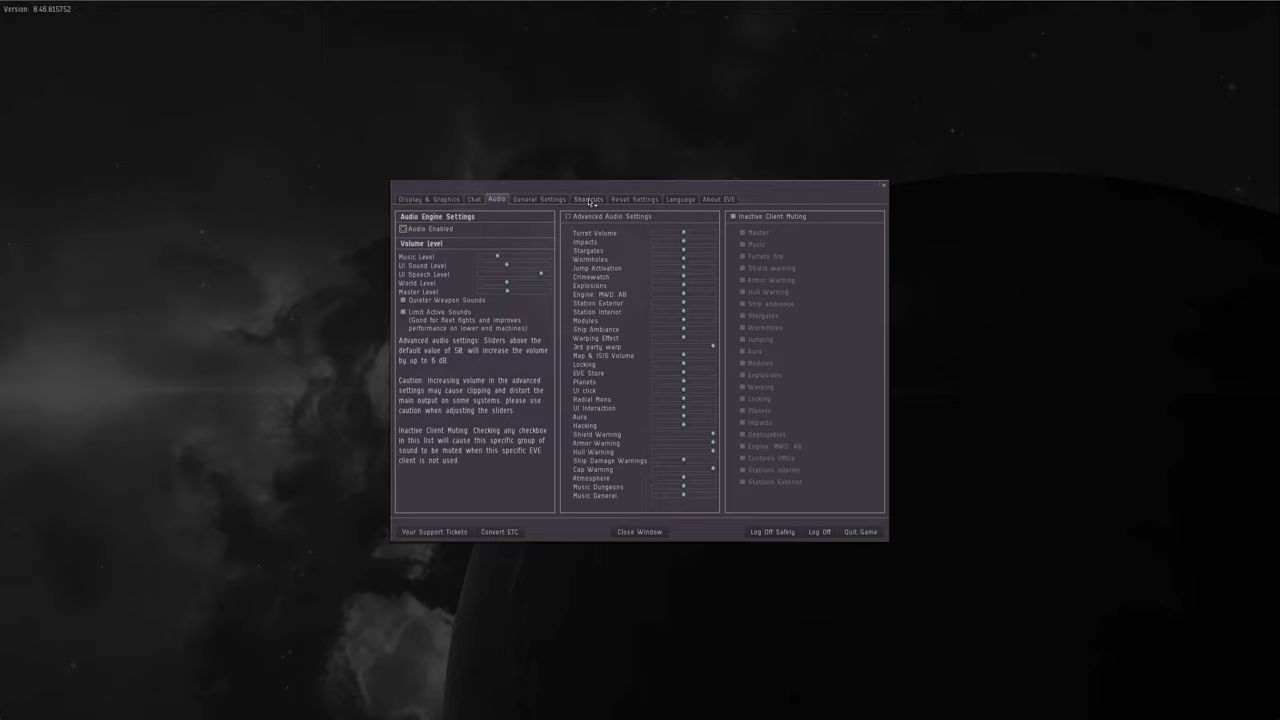 Version: 8.46.815752
Display & Graphics
Chat
Audio
General Settings
Shortcuts
Reset Settings
Language
About EVE
Audio Engine Settings
Audio Enabled
Volume Level
Music Level
UI Sound Level
UI Speech Level
World Level
Master Level
Quieter Weapon Sounds
Limit Active Sounds
(Good for fleet fights and improves
performance on lower end machines)
Advanced audio settings: Sliders above the
default value of 50, will increase the volume
by up to 6 dB.
Caution: Increasing volume in the advanced
settings may cause clipping and distort the
main output on some systems, please use
caution when adjusting the sliders.
Inactive Client Muting: Checking any checkbox
in this list will cause this specific group of
sound to be muted when this specific EVE
client is not used.
Advanced Audio Settings
Turret Volume
Impacts
Stargates
Wormholes
Jump Activation
Crimewatch
Explosions
Engine: MWD, AB
Station Exterior
Station Interior
Modules
Ship Ambiance
Warping Effect
3rd party warp
Map & ISIS Volume
Locking
EVE Store
Planets
UI click
Radial Menu
UI Interaction
Aura
Hacking
Shield Warning
Armor Warning
Hull Warning
Ship Damage Warnings
Cap Warning
Atmosphere
Music Dungeons
Music General
Inactive Client Muting
Master
Music
Turrets fire
Shield warning
Armor Warning
Hull Warning
Ship ambience
Stargates
Wormholes
Jumping
Aura
Modules
Explosions
Warping
Locking
Planets
Impacts
Deployables
Engine: MWD, AB
Customs Office
Stations Interior
Stations Exterior
Your Support Tickets
Convert ETC
Close Window
Log Off Safely
Log Off
Quit Game